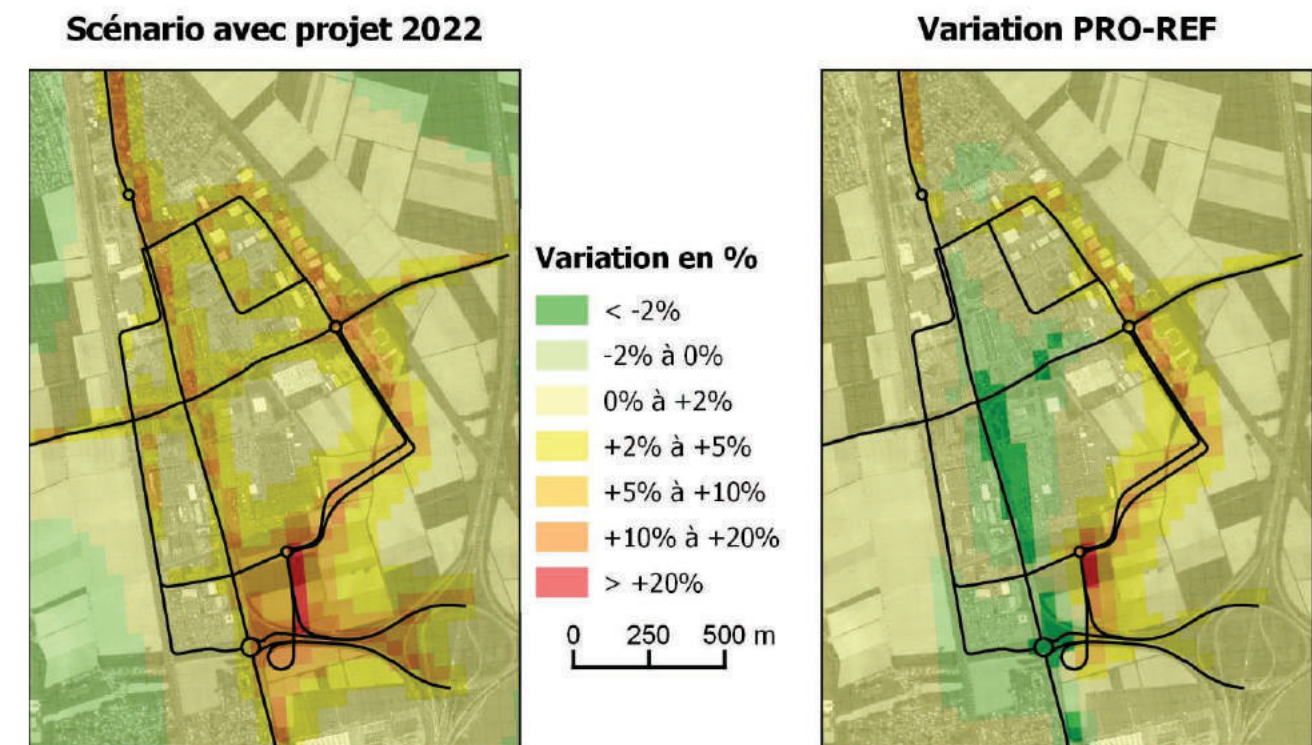 Scénario avec projet 2022
Variation PRO-REF
Variation en %
< -2%
-2% à 0%
0% à +2%
+2% à +5%
+5% à +10%
+10% à +20%
> +20%
0 250 500 m